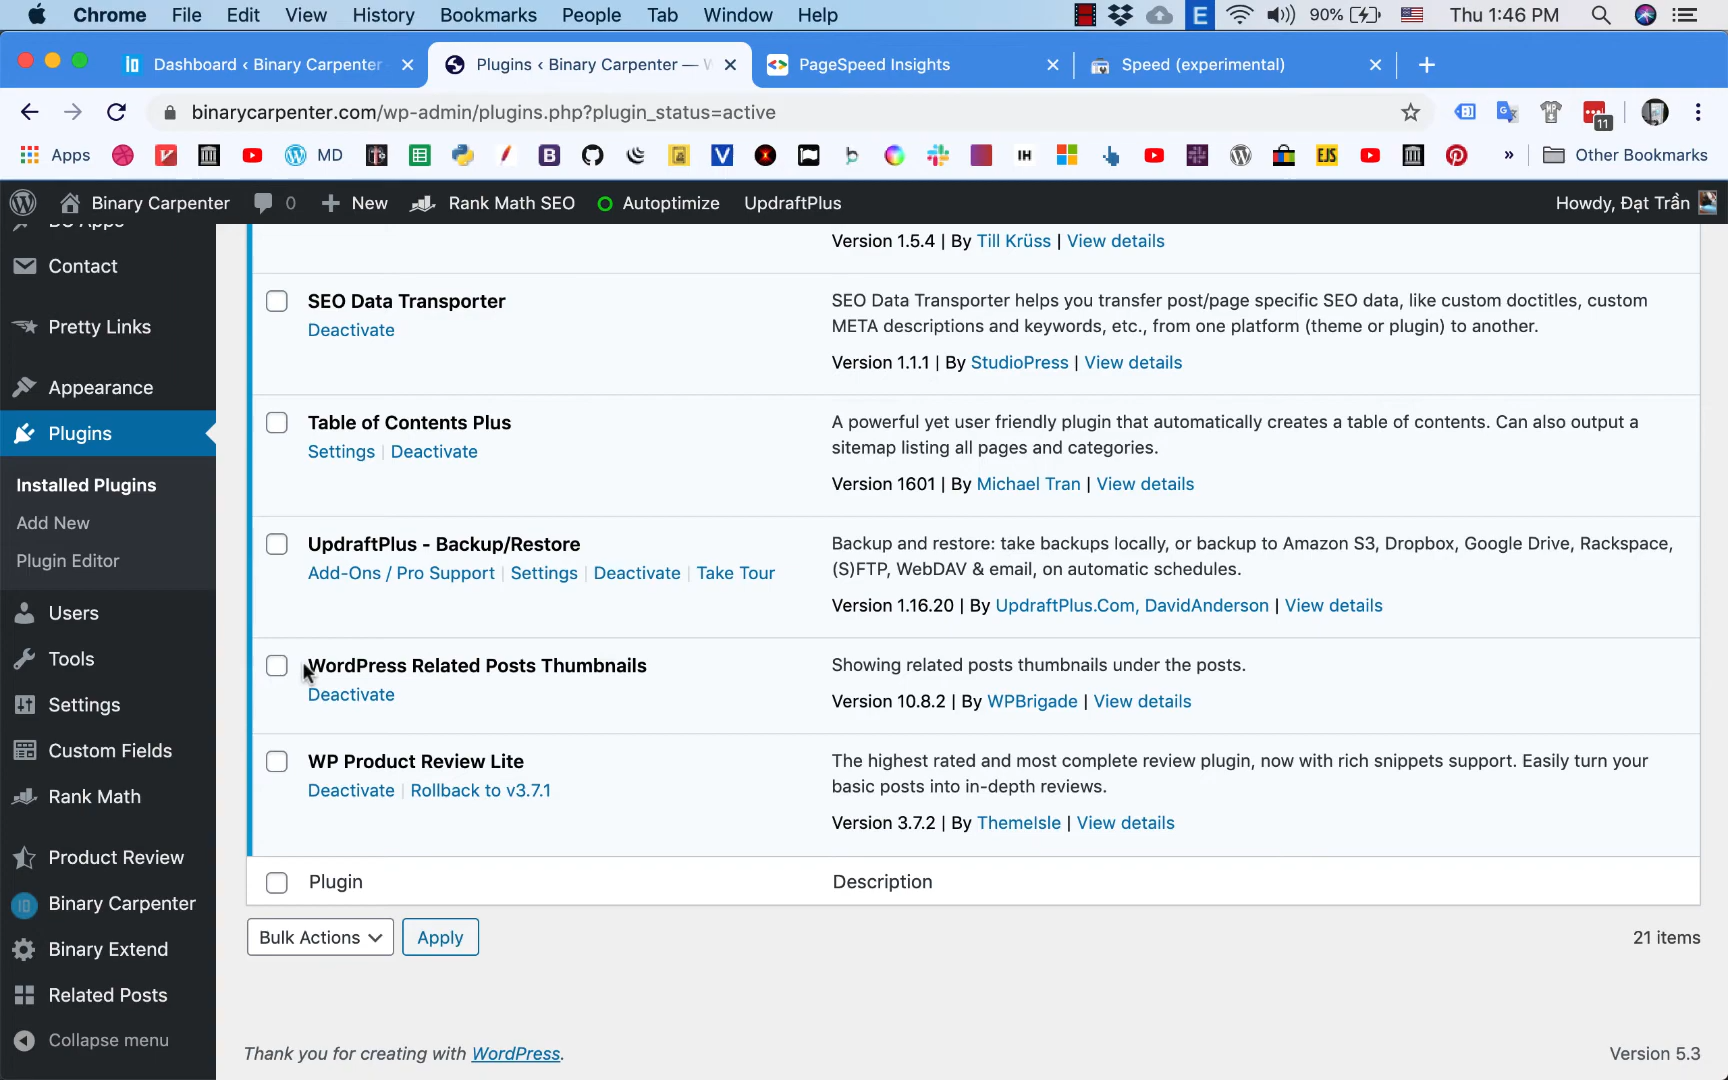 Chrome File Edit View History Bookmarks People Tab Window Help E 90% Thu 1:46 PM
Dashboard ‹ Binary Carpenter Plugins ‹ Binary Carpenter — PageSpeed Insights Speed (experimental)
binarycarpenter.com/wp-admin/plugins.php?plugin_status=active 11
Apps MD IH EJS » Other Bookmarks
Binary Carpenter 0 New Rank Math SEO Autoptimize UpdraftPlus Howdy, Đạt Trần
Contact
Pretty Links
Appearance
Plugins
Installed Plugins
Add New
Plugin Editor
Users
Tools
Settings
Custom Fields
Rank Math
Product Review
Binary Carpenter
Binary Extend
Related Posts
Collapse menu
Version 1.5.4 | By Till Krüss | View details
SEO Data Transporter
Deactivate
SEO Data Transporter helps you transfer post/page specific SEO data, like custom doctitles, custom
META descriptions and keywords, etc., from one platform (theme or plugin) to another.
Version 1.1.1 | By StudioPress | View details
Table of Contents Plus
Settings | Deactivate
A powerful yet user friendly plugin that automatically creates a table of contents. Can also output a
sitemap listing all pages and categories.
Version 1601 | By Michael Tran | View details
UpdraftPlus - Backup/Restore
Add-Ons / Pro Support | Settings | Deactivate | Take Tour
Backup and restore: take backups locally, or backup to Amazon S3, Dropbox, Google Drive, Rackspace,
(S)FTP, WebDAV & email, on automatic schedules.
Version 1.16.20 | By UpdraftPlus.Com, DavidAnderson | View details
WordPress Related Posts Thumbnails
Deactivate
Showing related posts thumbnails under the posts.
Version 10.8.2 | By WPBrigade | View details
WP Product Review Lite
Deactivate | Rollback to v3.7.1
The highest rated and most complete review plugin, now with rich snippets support. Easily turn your
basic posts into in-depth reviews.
Version 3.7.2 | By ThemeIsle | View details
Plugin Description
Bulk Actions Apply 21 items
Thank you for creating with WordPress. Version 5.3